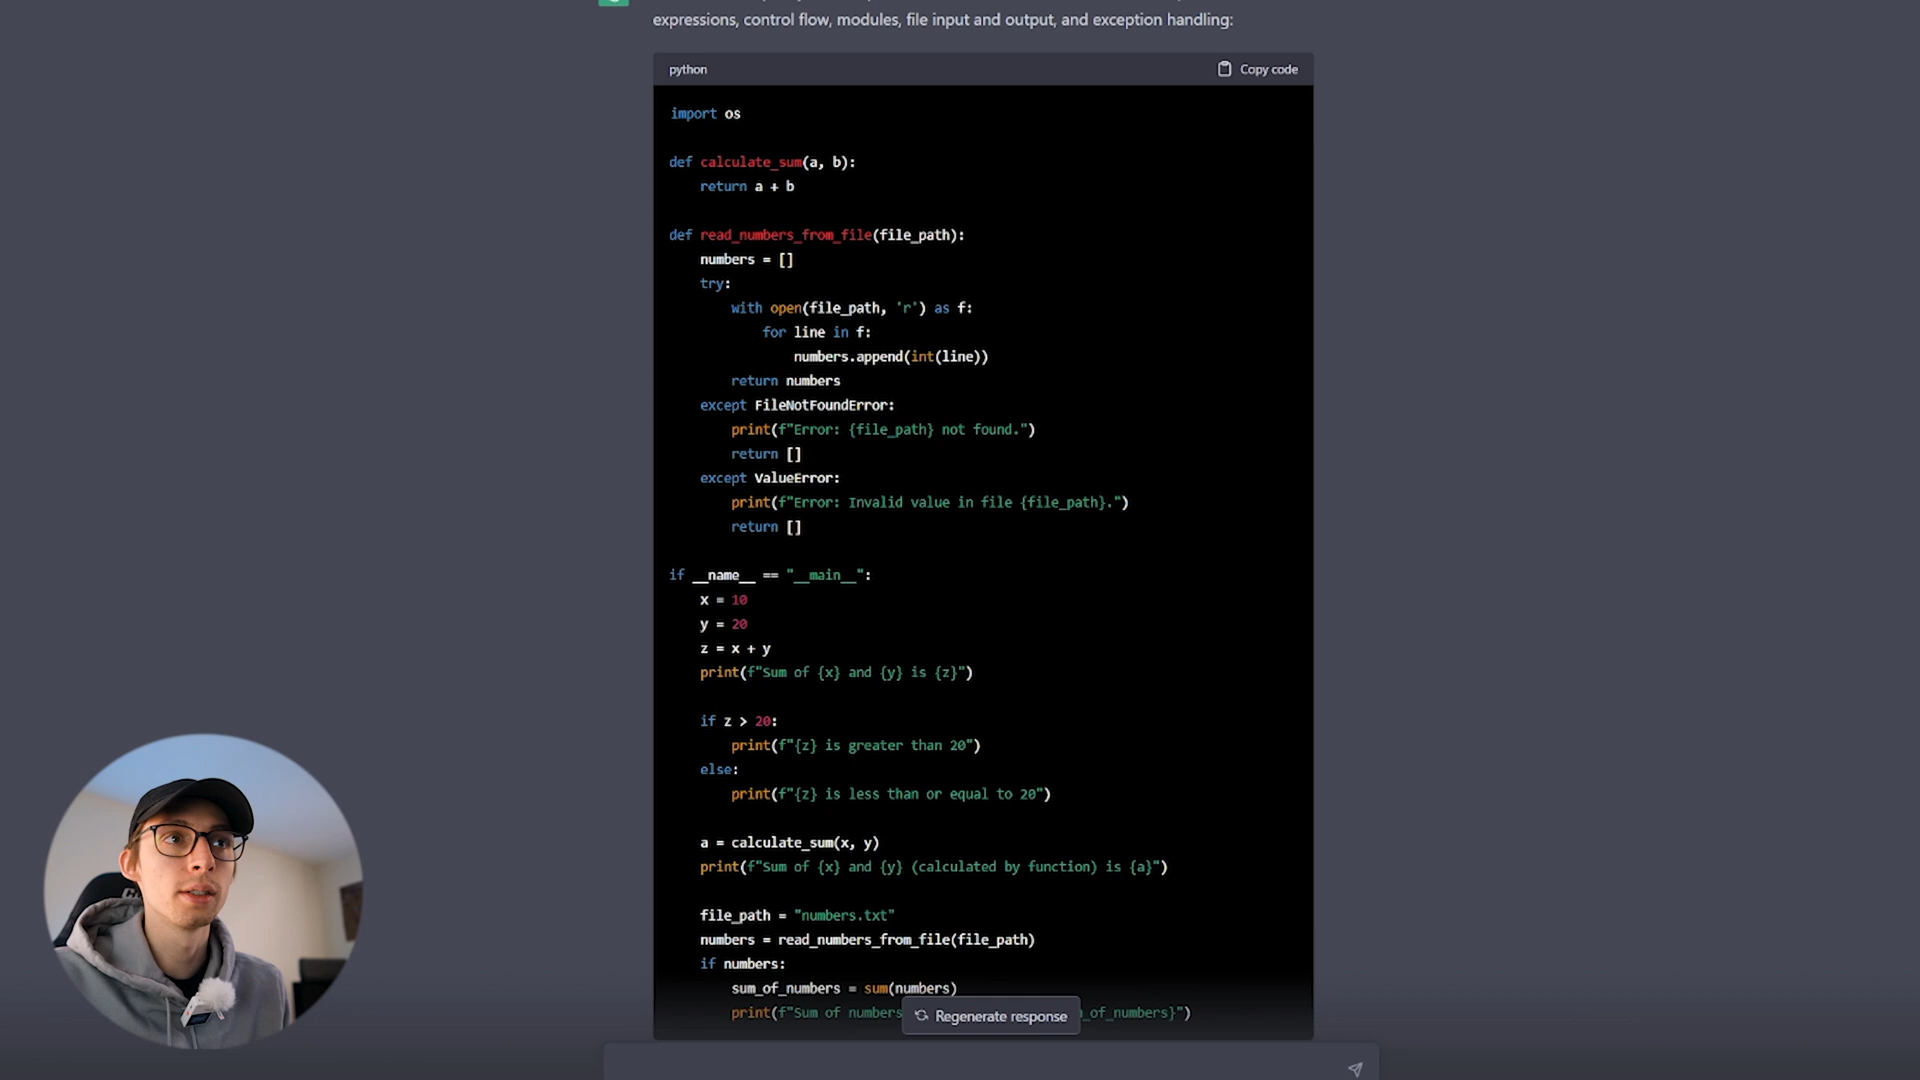 expressions, control flow, modules, file input and output, and exception handling:
python
Copy code
import os
def calculate_sum(a, b):
    return a + b
def read_numbers_from_file(file_path):
    numbers = []
    try:
        with open(file_path, 'r') as f:
            for line in f:
                numbers.append(int(line))
        return numbers
    except FileNotFoundError:
        print(f"Error: {file_path} not found.")
        return []
    except ValueError:
        print(f"Error: Invalid value in file {file_path}.")
        return []
if __name__ == "__main__":
    x = 10
    y = 20
    z = x + y
    print(f"Sum of {x} and {y} is {z}")
    if z > 20:
        print(f"{z} is greater than 20")
    else:
        print(f"{z} is less than or equal to 20")
    a = calculate_sum(x, y)
    print(f"Sum of {x} and {y} (calculated by function) is {a}")
    file_path = "numbers.txt"
    numbers = read_numbers_from_file(file_path)
    if numbers:
        sum_of_numbers = sum(numbers)
        print(f"Sum of numbers m_of_numbers}")
Regenerate response